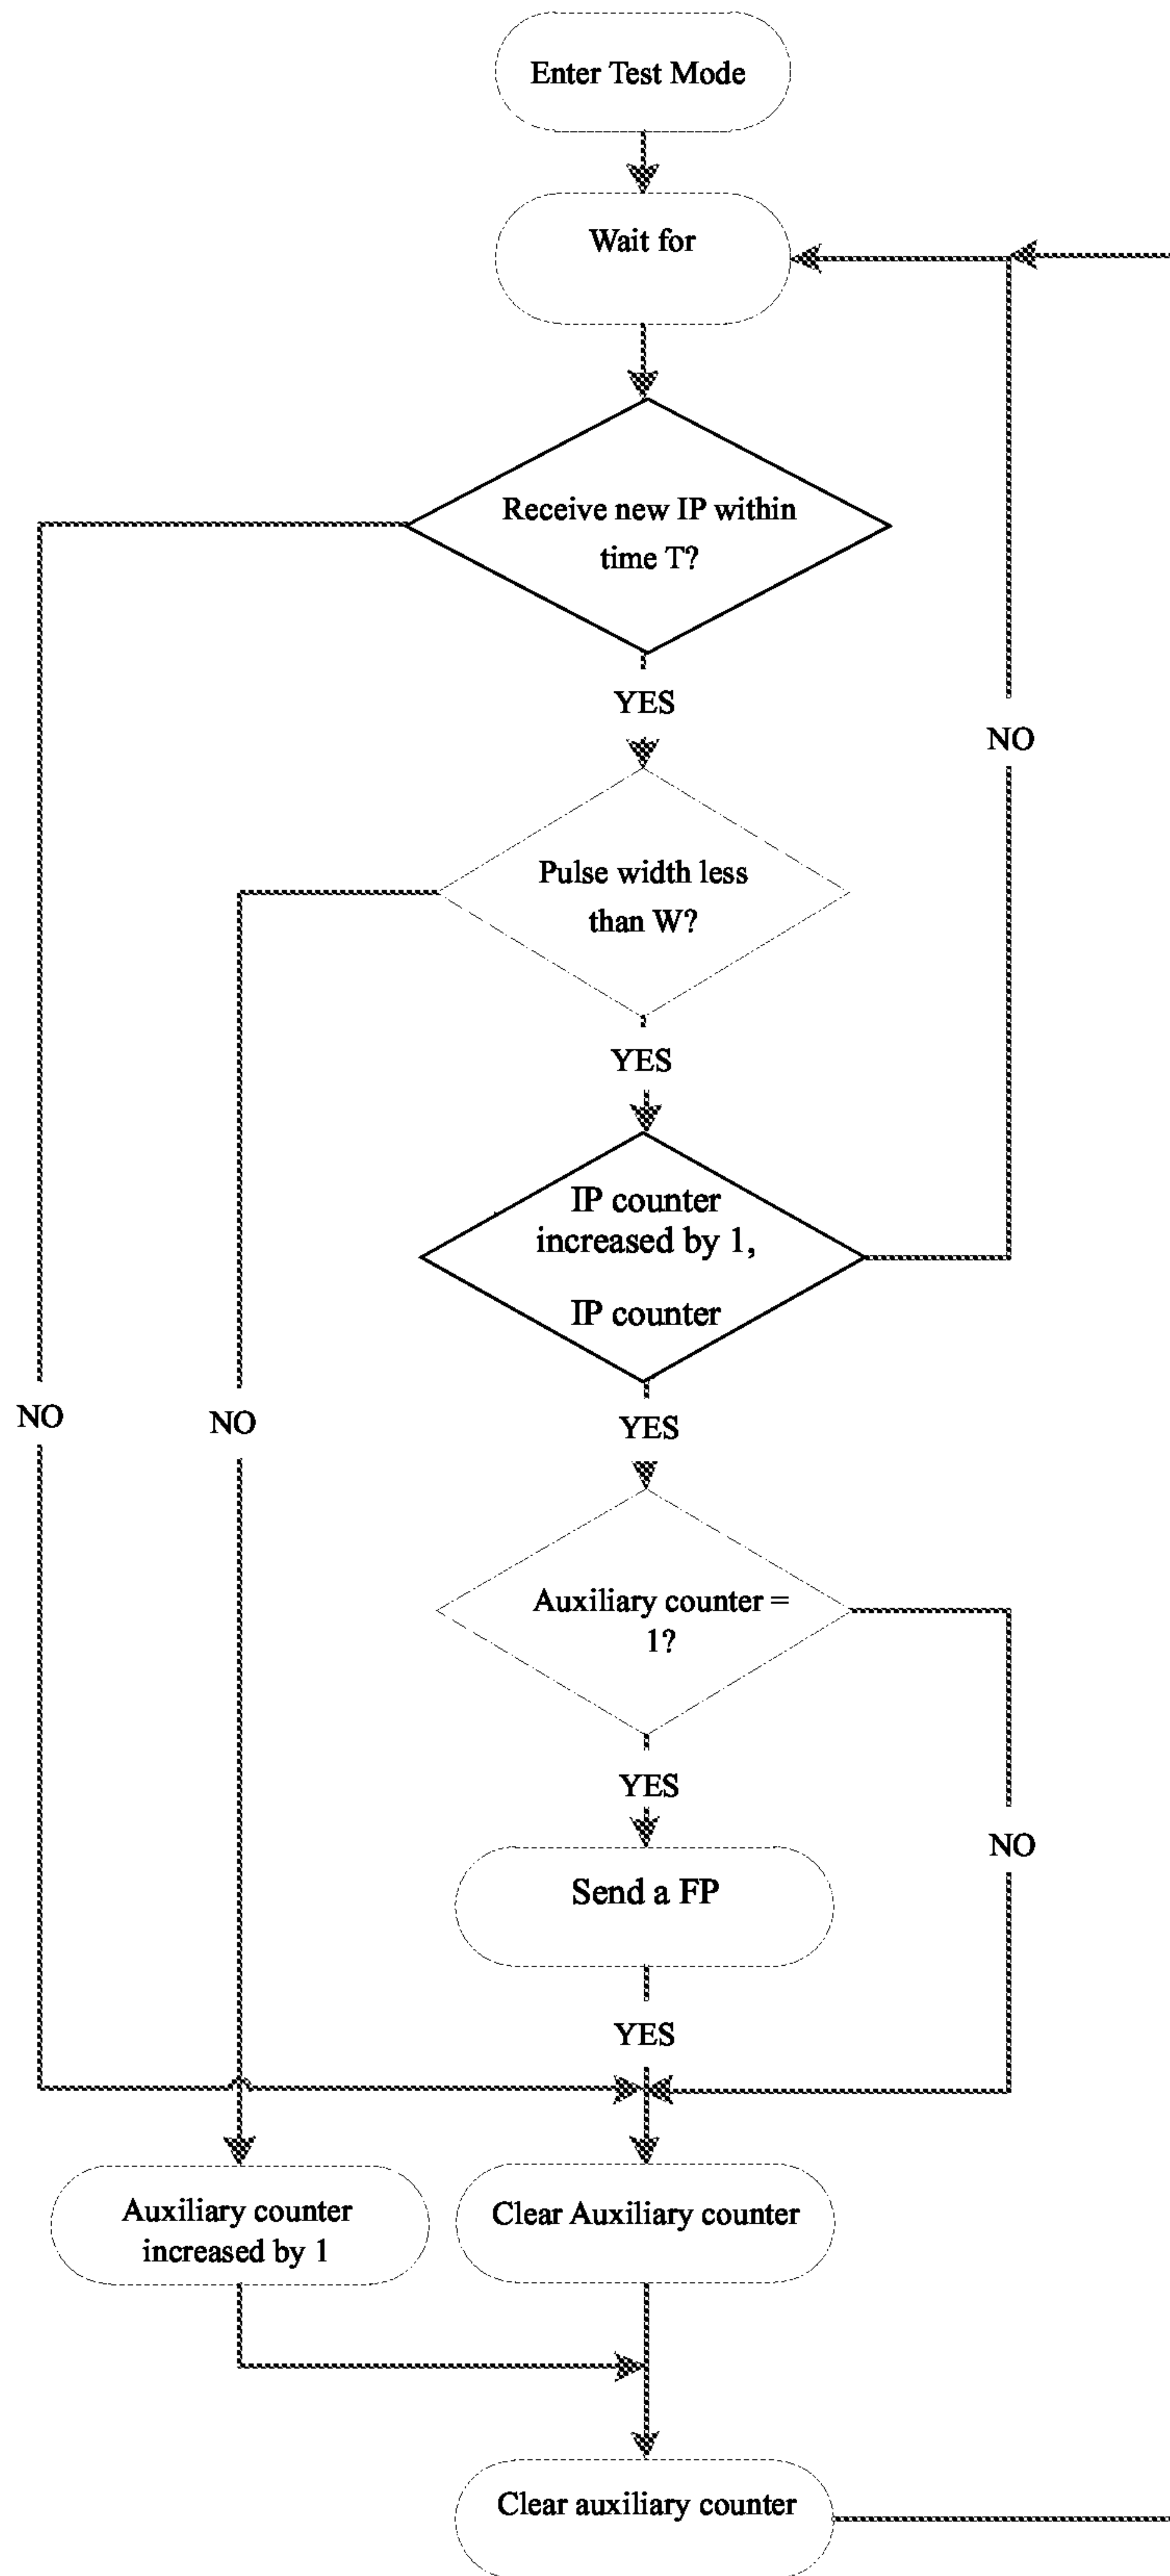 Enter Test Mode
Wait for
Receive new IP within
time T?
YES
NO
Pulse width less
than W?
YES
IP counter
increased by 1,
IP counter
NO
NO
YES
Auxiliary counter =
1?
YES
NO
Send a FP
YES
Auxiliary counter
increased by 1
Clear Auxiliary counter
Clear auxiliary counter